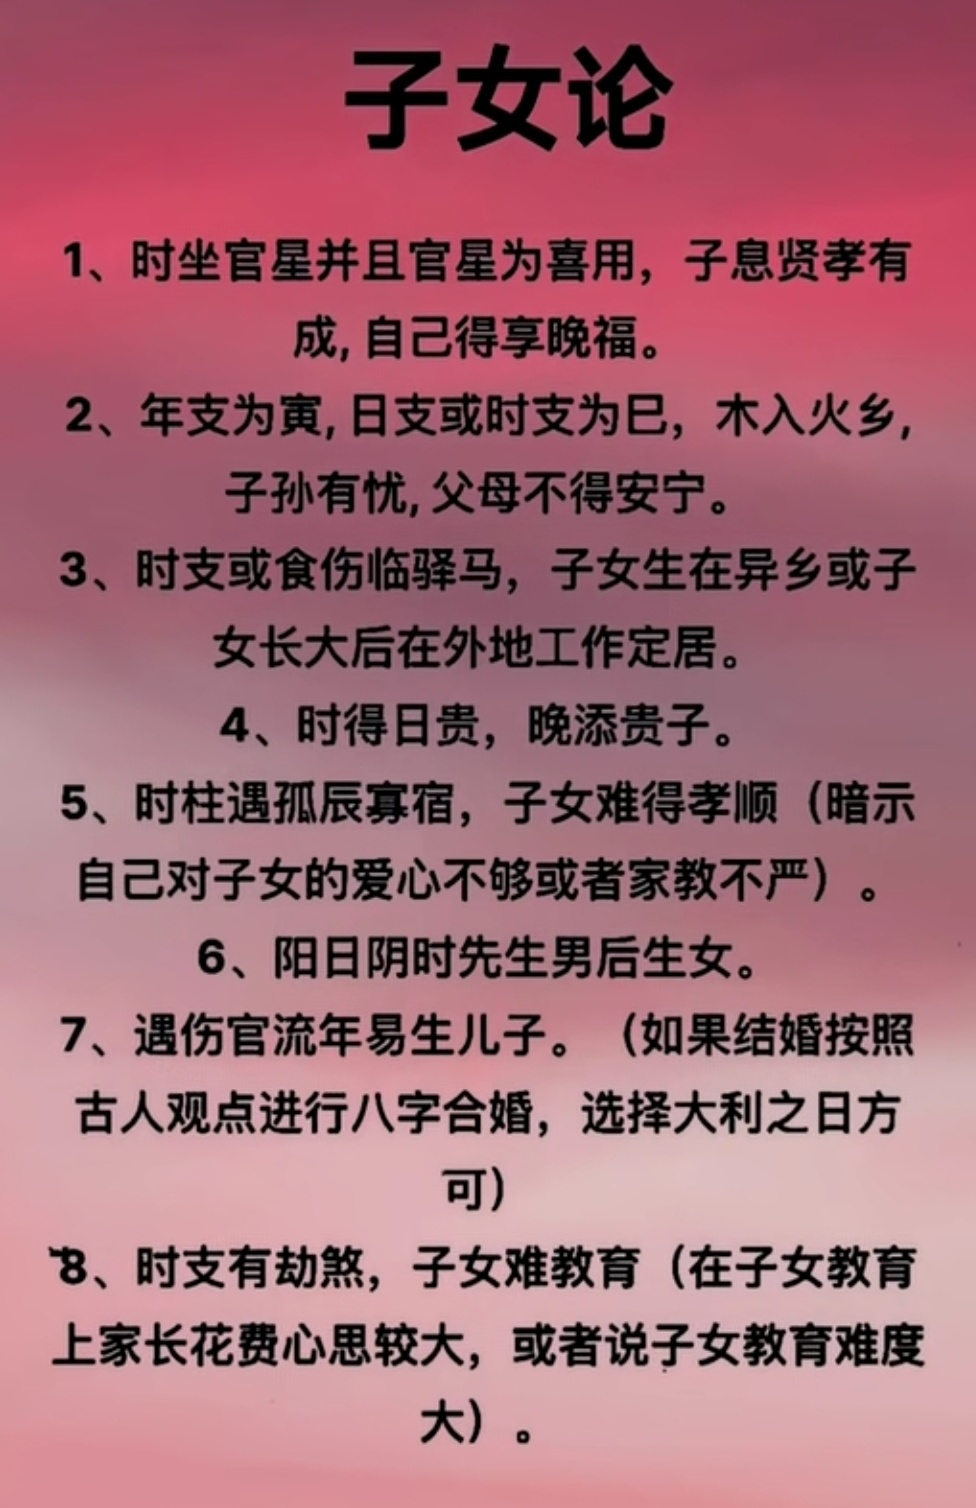 子女论
1、时坐官星并且官星为喜用，子息贤孝有
成, 自己得享晚福。
2、年支为寅, 日支或时支为巳，木入火乡,
子孙有忧, 父母不得安宁。
3、时支或食伤临驿马，子女生在异乡或子
女长大后在外地工作定居。
4、时得日贵，晚添贵子。
5、时柱遇孤辰寡宿，子女难得孝顺（暗示
自己对子女的爱心不够或者家教不严）。
6、阳日阴时先生男后生女。
7、遇伤官流年易生儿子。（如果结婚按照
古人观点进行八字合婚，选择大利之日方
可）
8、时支有劫煞，子女难教育（在子女教育
上家长花费心思较大，或者说子女教育难度
大）。